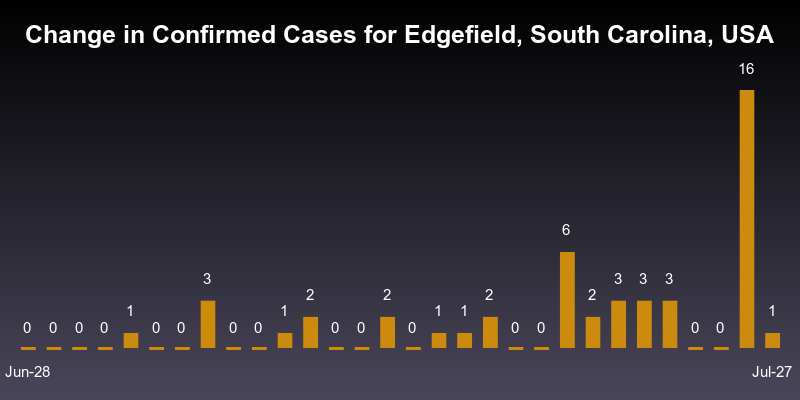 Change in Confirmed Cases for Edgefield, South Carolina, USA
16
6
3 3 3 3
2 2 2 2
1 1 1 1 1
0 0 0 0 0 0 0 0 0 0 0 0 0 0 0
Jun-28 Jul-27